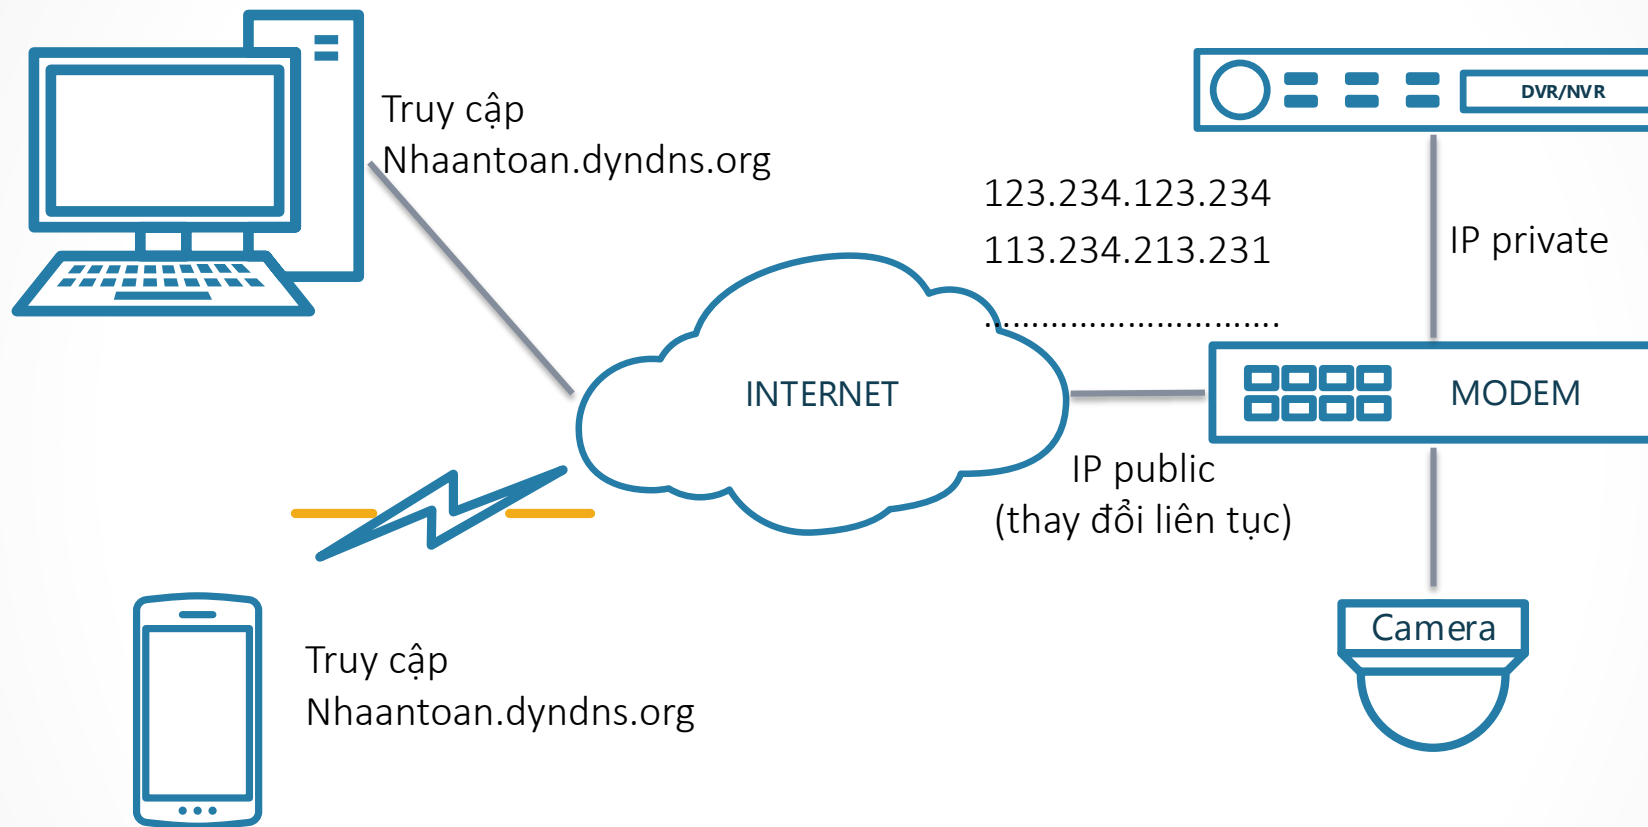 Truy cập
Nhaantoan.dyndns.org
DVR/NVR
123.234.123.234
113.234.213.231
................................
IP private
INTERNET
MODEM
IP public
(thay đổi liên tục)
Camera
Truy cập
Nhaantoan.dyndns.org